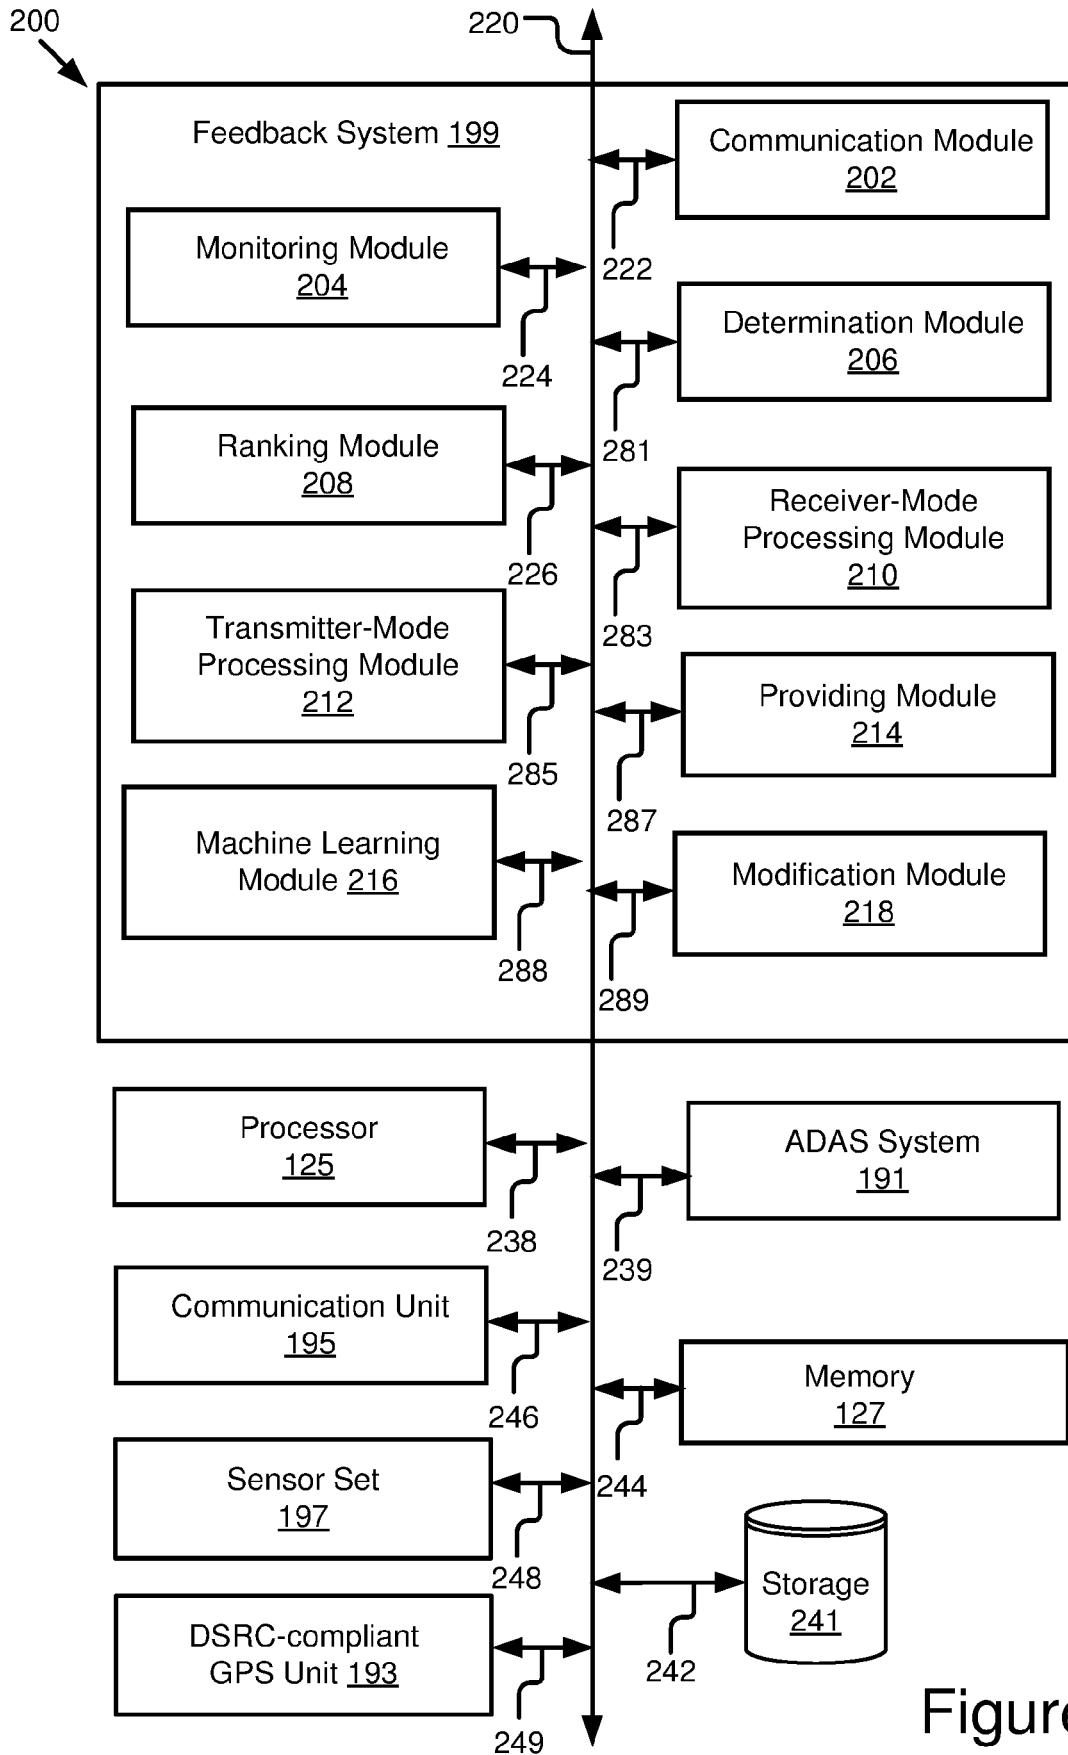 200
220
Feedback System 199
Communication Module
202
222
Monitoring Module
204
224
Determination Module
206
281
Ranking Module
208
226
Receiver-Mode
Processing Module
210
283
Transmitter-Mode
Processing Module
212
285
Providing Module
214
287
Machine Learning
Module 216
288
Modification Module
218
289
Processor
125
238
ADAS System
191
239
Communication Unit
195
246
Memory
127
244
Sensor Set
197
248
Storage
241
242
DSRC-compliant
GPS Unit 193
249
Figure